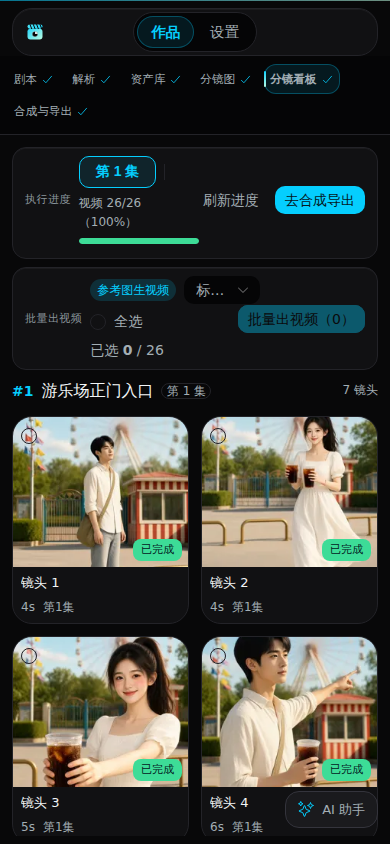 作品
设置
剧本
解析
资产库
分镜图
分镜看板
合成与导出
执行进度
第 1 集
视频 26/26
（100%）
刷新进度
去合成导出
批量出视频
参考图生视频
标...
全选
批量出视频（0）
已选 0 / 26
#1 游乐场正门入口 第 1 集 7 镜头
已完成
已完成
镜头 1
镜头 2
4s 第1集
4s 第1集
已完成
已完成
镜头 3
镜头 4
5s 第1集
6s 第1集
AI 助手